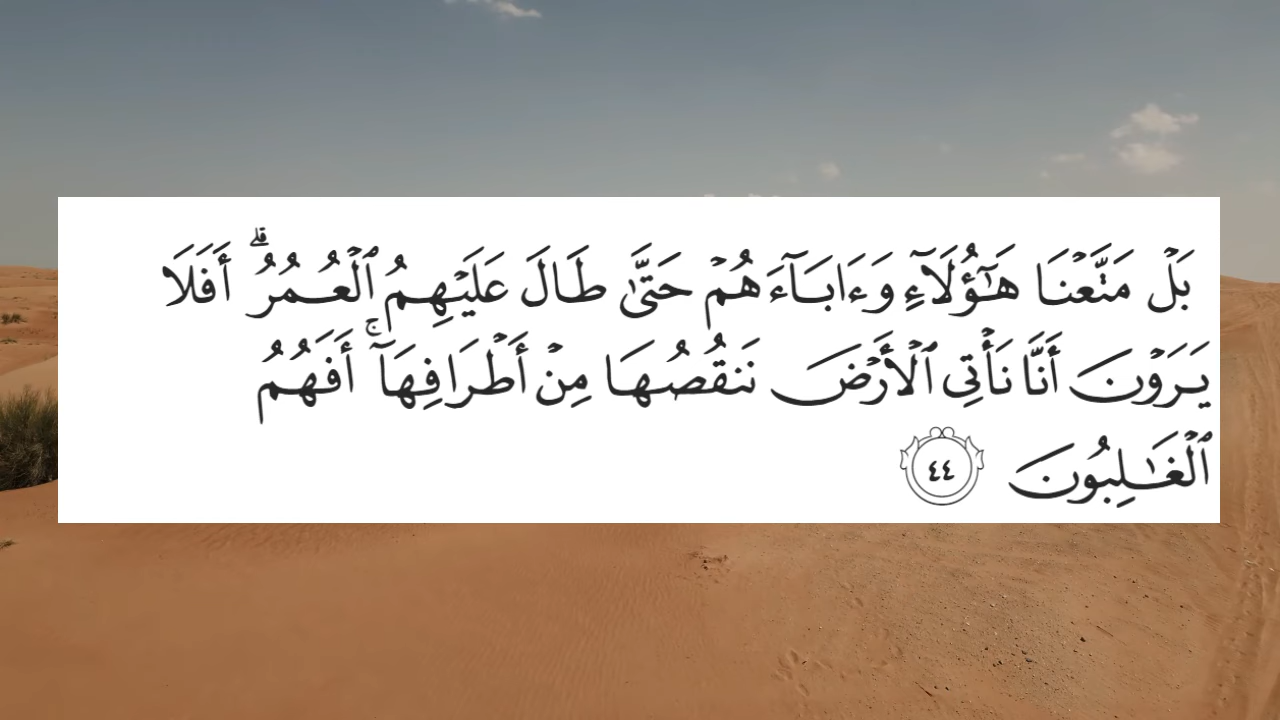 بَلۡ مَتَّعۡنَا هَٰٓؤُلَآءِ وَءَابَآءَهُمۡ حَتَّىٰ طَالَ عَلَيۡهِمُ ٱلۡعُمُرُۗ أَفَلَا
يَرَوۡنَ أَنَّا نَأۡتِي ٱلۡأَرۡضَ نَنقُصُهَا مِنۡ أَطۡرَافِهَآۚ أَفَهُمُ
ٱلۡغَٰلِبُونَ ٤٤